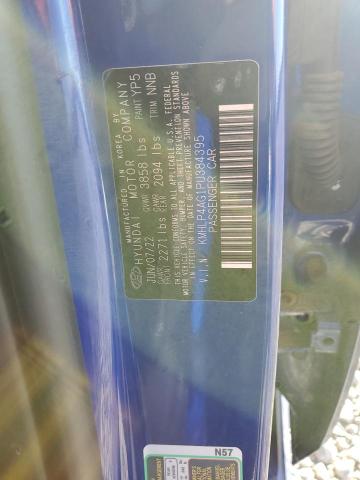 MANUFACTURED IN KOREA BY
HYUNDAI MOTOR COMPANY
JUN/07/22 GVWR 3858 lbs PAINT YP5
GAWR FRONT 2271 lbs GAWR REAR 2094 lbs TRIM NNB
THIS VEHICLE CONFORMS TO ALL APPLICABLE U.S.A. FEDERAL
MOTOR VEHICLE SAFETY, BUMPER, AND THEFT PREVENTION
STANDARDS IN EFFECT ON THE DATE OF
MANUFACTURE SHOWN ABOVE.
V.I.N. KMHLP4AG1PU384395
PASSENGER CAR
N57